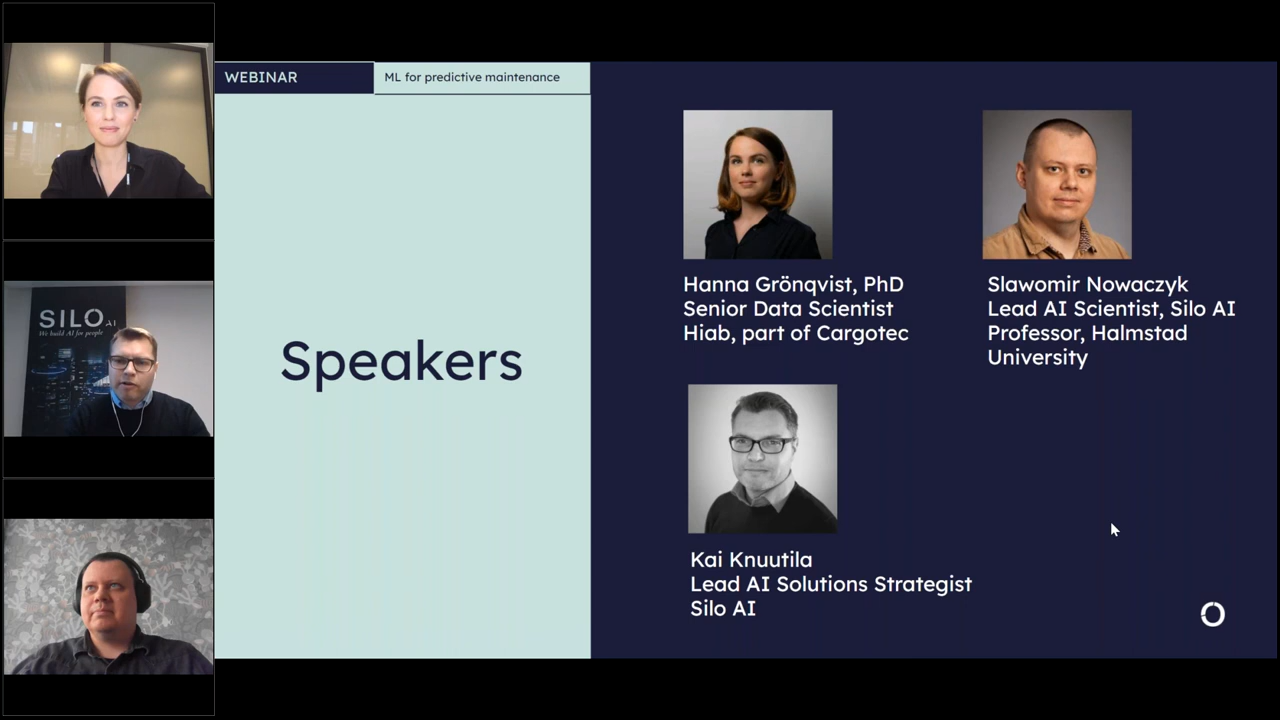 WEBINAR
ML for predictive maintenance
SILO AI
We build AI for people
Speakers
Hanna Grönqvist, PhD
Senior Data Scientist
Hiab, part of Cargotec
Slawomir Nowaczyk
Lead AI Scientist, Silo AI
Professor, Halmstad
University
Kai Knuutila
Lead AI Solutions Strategist
Silo AI